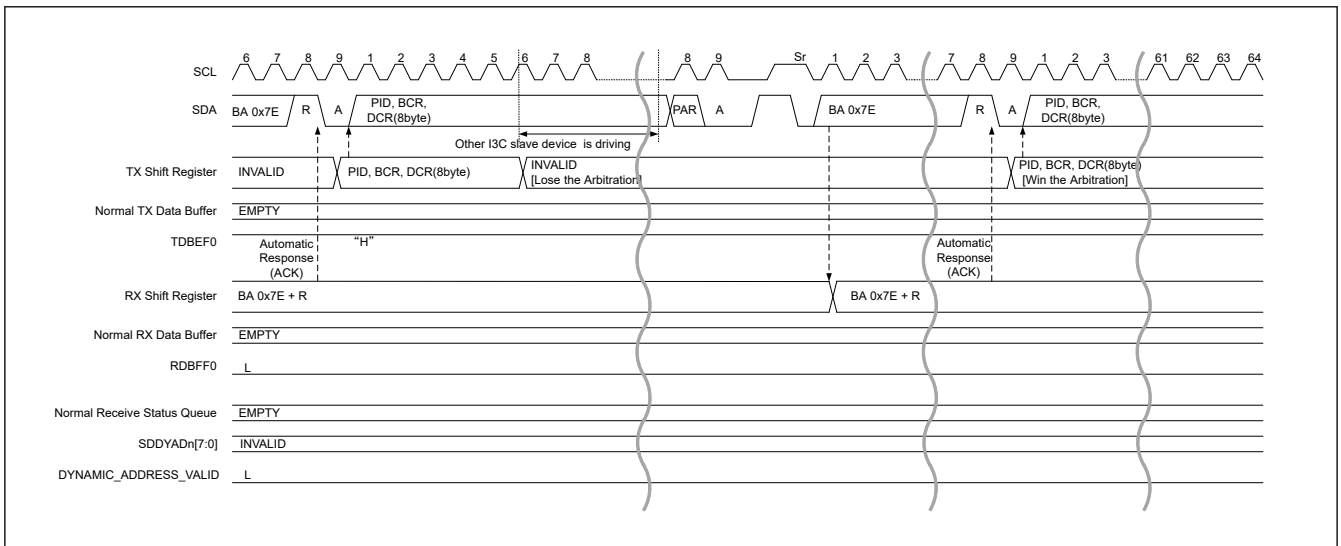 SCL 6 7 8 9 1 2 3 4 5 6 7 8 8 9 Sr 1 2 3 7 8 9 1 2 3 61 62 63 64
SDA BA 0x7E R A PID, BCR, PAR A BA 0x7E R A PID, BCR,
DCR(8byte) DCR(8byte)
Other I3C slave device is driving
TX Shift Register INVALID PID, BCR, DCR(8byte) INVALID PID, BCR, DCR(8byte)
[Lose the Arbitration] [Win the Arbitration]
Normal TX Data Buffer EMPTY
TDBEF0 "H"
Automatic Automatic
Response Response
(ACK) (ACK)
RX Shift Register BA 0x7E + R BA 0x7E + R
Normal RX Data Buffer EMPTY
RDBFF0 L
Normal Receive Status Queue EMPTY
SDDYADn[7:0] INVALID
DYNAMIC_ADDRESS_VALID L